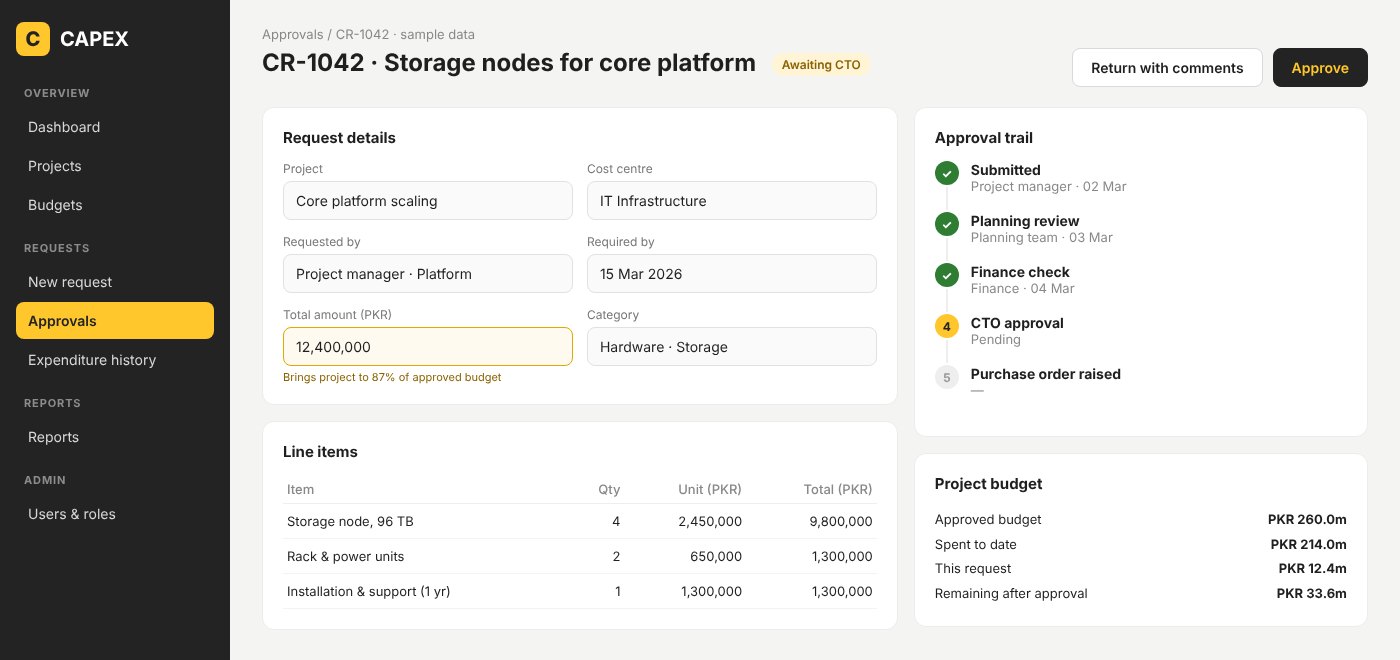 C CAPEX
OVERVIEW
Dashboard
Projects
Budgets
REQUESTS
New request
Approvals
Expenditure history
REPORTS
Reports
ADMIN
Users & roles
Approvals / CR-1042 · sample data
CR-1042 · Storage nodes for core platform Awaiting CTO
Return with comments Approve
Request details
Project Cost centre
Core platform scaling IT Infrastructure
Requested by Required by
Project manager · Platform 15 Mar 2026
Total amount (PKR) Category
12,400,000 Hardware · Storage
Brings project to 87% of approved budget
Line items
Item Qty Unit (PKR) Total (PKR)
Storage node, 96 TB 4 2,450,000 9,800,000
Rack & power units 2 650,000 1,300,000
Installation & support (1 yr) 1 1,300,000 1,300,000
Approval trail
Submitted
Project manager · 02 Mar
Planning review
Planning team · 03 Mar
Finance check
Finance · 04 Mar
4 CTO approval
Pending
5 Purchase order raised
—
Project budget
Approved budget PKR 260.0m
Spent to date PKR 214.0m
This request PKR 12.4m
Remaining after approval PKR 33.6m